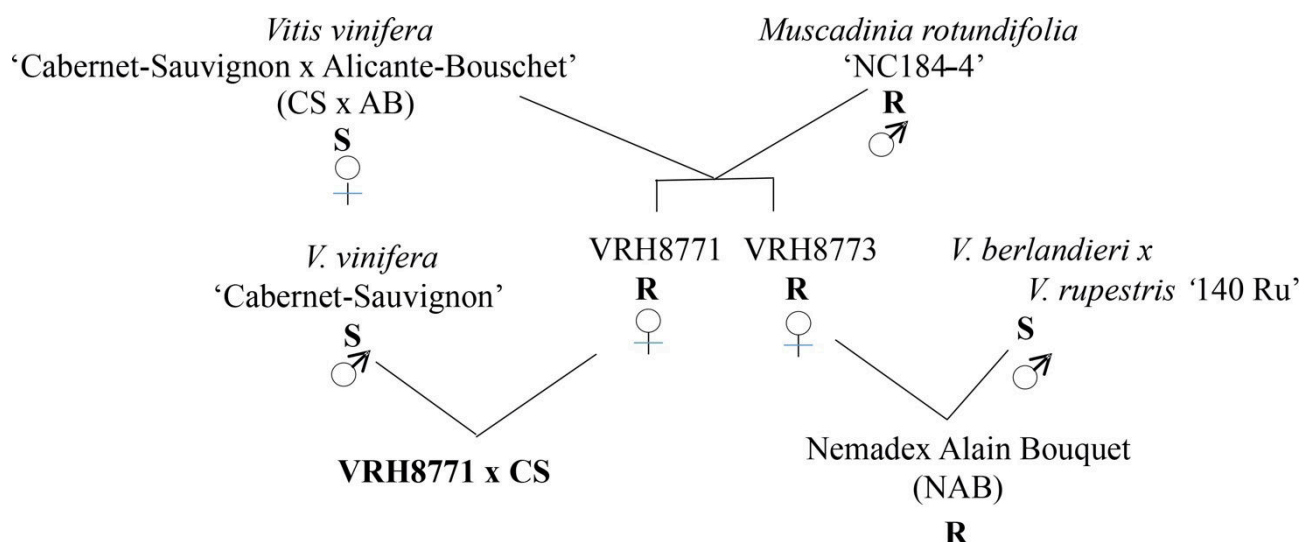 Vitis vinifera
‘Cabernet-Sauvignon x Alicante-Bouschet’
(CS x AB)
S
Muscadinia rotundifolia
‘NC184-4’
R
V. vinifera
‘Cabernet-Sauvignon’
S
VRH8771
R
VRH8773
R
V. berlandieri x
V. rupestris ‘140 Ru’
S
VRH8771 x CS
Nemadex Alain Bouquet
(NAB)
R